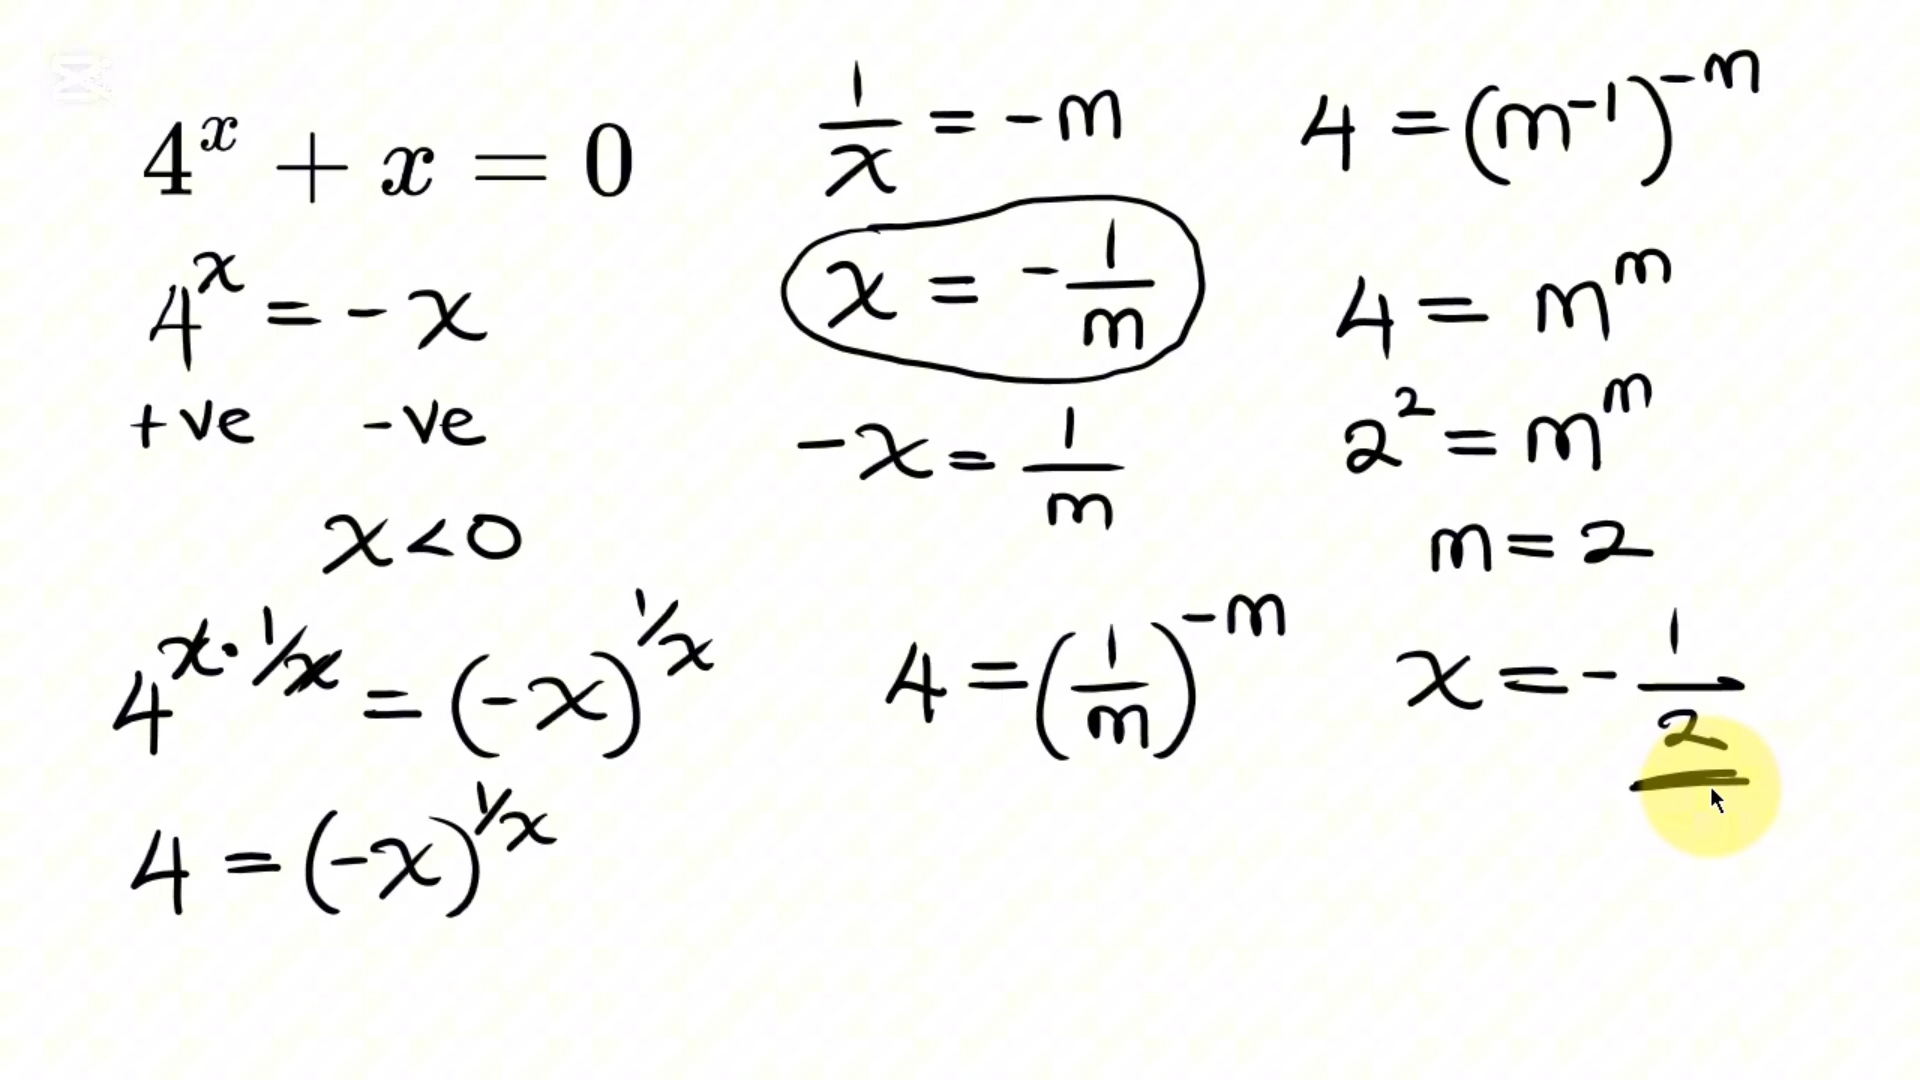 4^x + x = 0
4^x = -x
+ve -ve
x<0
4^{x·1/x} = (-x)^{1/x}
4 = (-x)^{1/x}
1/x = -m
x = -1/m
-x = 1/m
4 = (1/m)^{-m}
4 = (m^{-1})^{-m}
4 = m^m
2^2 = m^m
m = 2
x = -1/2